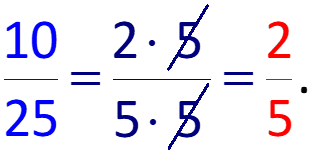 10/25 = 2 · 5/5 · 5 = 2/5.